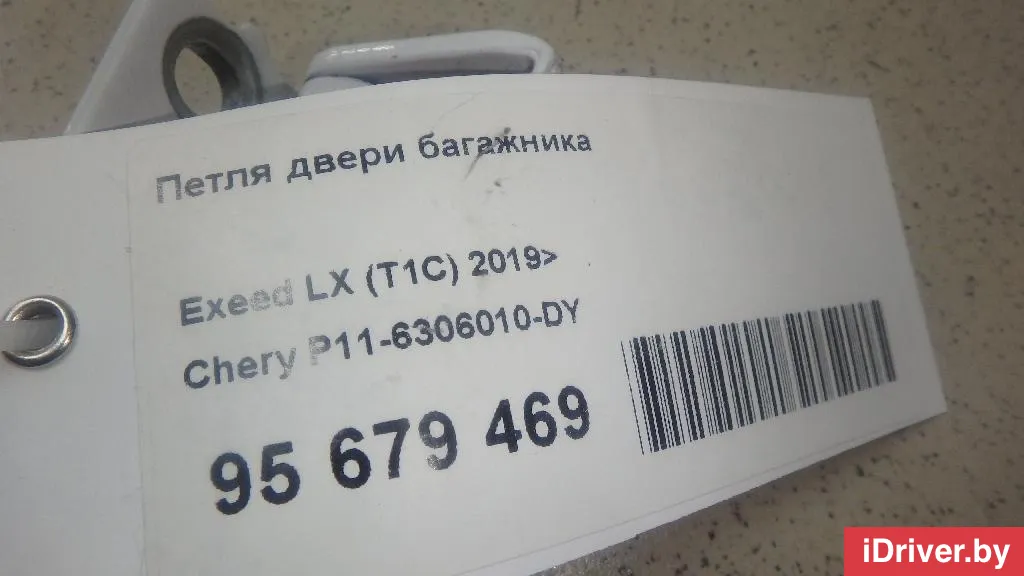 Петля двери багажника
Exeed LX (T1C) 2019>
Chery P11-6306010-DY
95 679 469
iDriver.by